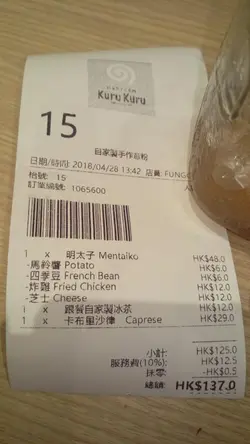 KURU KURU
15
自家製手作意粉
日期/時間: 2018/04/28 13:42 店員: FUNG
枱號: 15
訂單編號: 1065600
1 x 明太子 Mentaiko HK$48.0
-馬鈴薯 Potato HK$6.0
-四季豆 French Bean HK$6.0
-炸雞 Fried Chicken HK$12.0
-芝士 Cheese HK$12.0
1 x 跟餐自家製冰茶 HK$12.0
1 x 卡布里沙律 Caprese HK$29.0
小計: HK$125.0
服務費(10%): HK$12.5
抹零: -HK$0.5
總額: HK$137.0